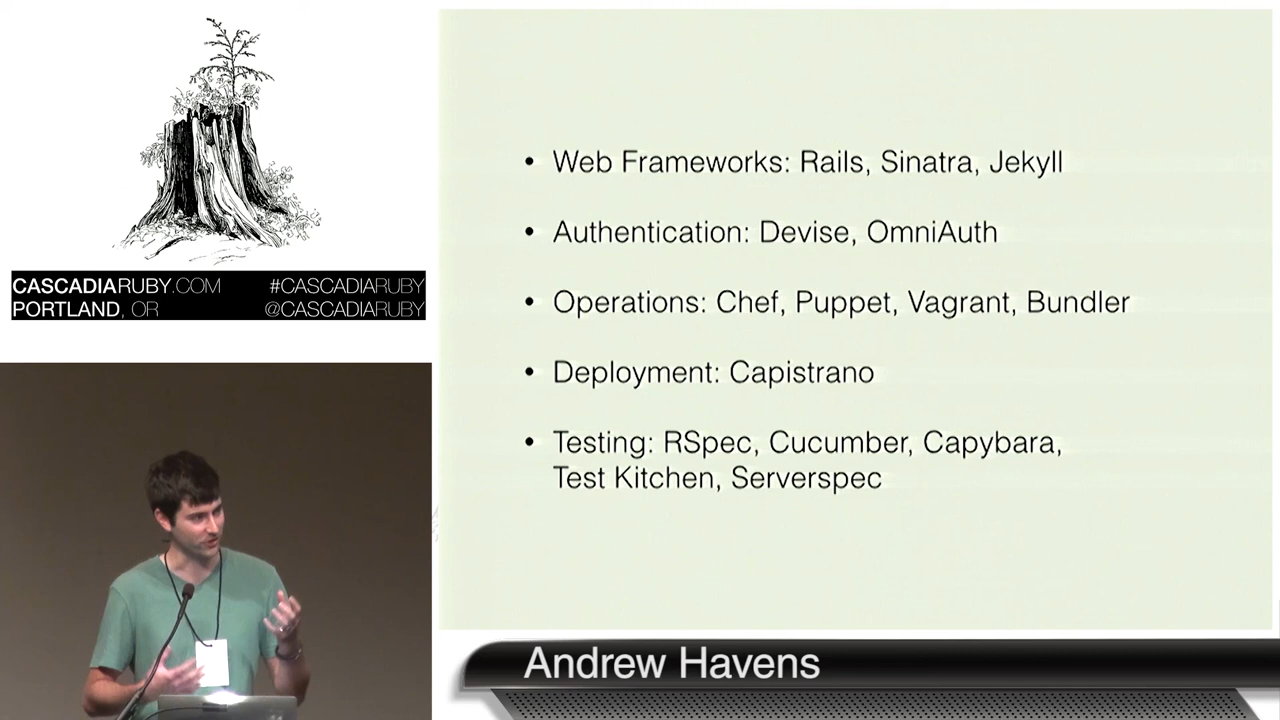 CASCADIARUBY.COM #CASCADIARUBY
PORTLAND, OR @CASCADIARUBY
• Web Frameworks: Rails, Sinatra, Jekyll
• Authentication: Devise, OmniAuth
• Operations: Chef, Puppet, Vagrant, Bundler
• Deployment: Capistrano
• Testing: RSpec, Cucumber, Capybara,
Test Kitchen, Serverspec
Andrew Havens